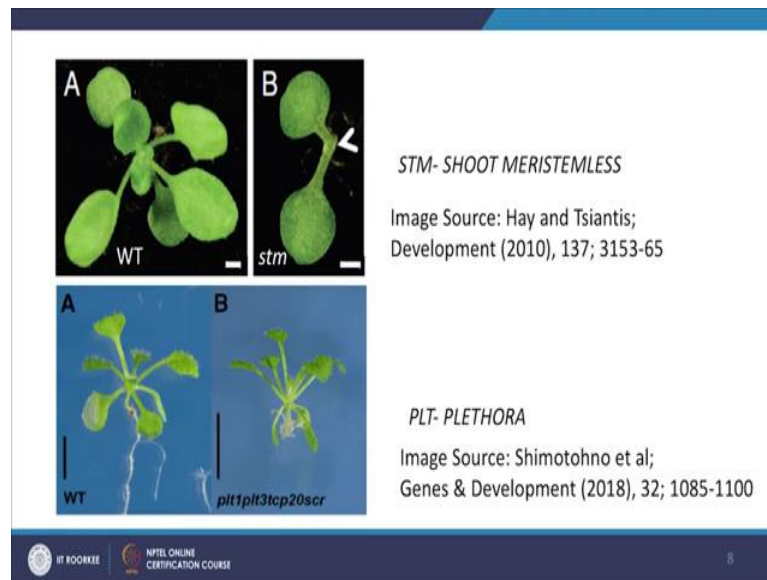 A
B
WT
stm
STM- SHOOT MERISTEMLESS
Image Source: Hay and Tsiantis;
Development (2010), 137; 3153-65
A
B
WT
plt1plt3tcp20scr
PLT- PLETHORA
Image Source: Shimotohno et al;
Genes & Development (2018), 32; 1085-1100
IIT ROORKEE
NPTEL ONLINE
CERTIFICATION COURSE
8